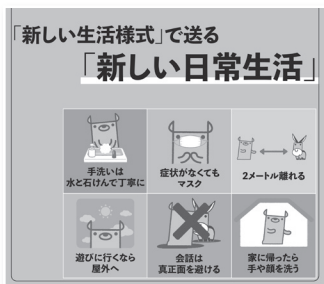 「新しい生活様式」で送る
「新しい日常生活」
手洗いは
水と石けんで丁寧に
症状がなくても
マスク
2メートル離れる
遊びに行くなら
屋外へ
会話は
真正面を避ける
家に帰ったら
手や顔を洗う